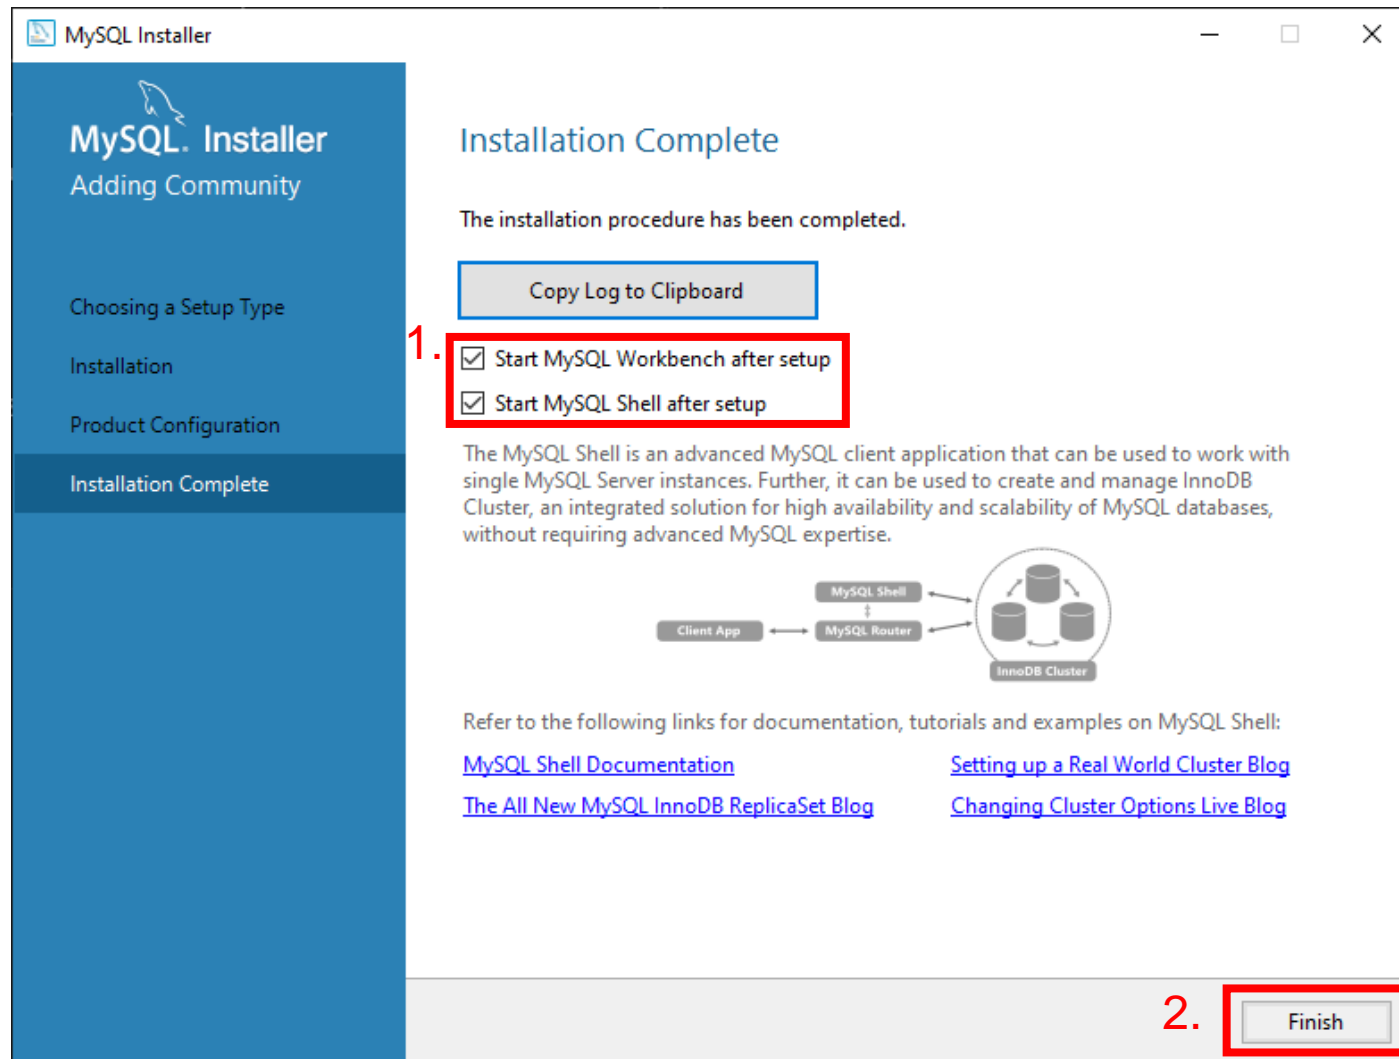 MySQL Installer
MySQL. Installer
Adding Community
Choosing a Setup Type
Installation
Product Configuration
Installation Complete
Installation Complete
The installation procedure has been completed.
Copy Log to Clipboard
1.
Start MySQL Workbench after setup
Start MySQL Shell after setup
The MySQL Shell is an advanced MySQL client application that can be used to work with
single MySQL Server instances. Further, it can be used to create and manage InnoDB
Cluster, an integrated solution for high availability and scalability of MySQL databases,
without requiring advanced MySQL expertise.
MySQL Shell
Client App
MySQL Router
InnoDB Cluster
Refer to the following links for documentation, tutorials and examples on MySQL Shell:
MySQL Shell Documentation
Setting up a Real World Cluster Blog
The All New MySQL InnoDB ReplicaSet Blog
Changing Cluster Options Live Blog
2.
Finish